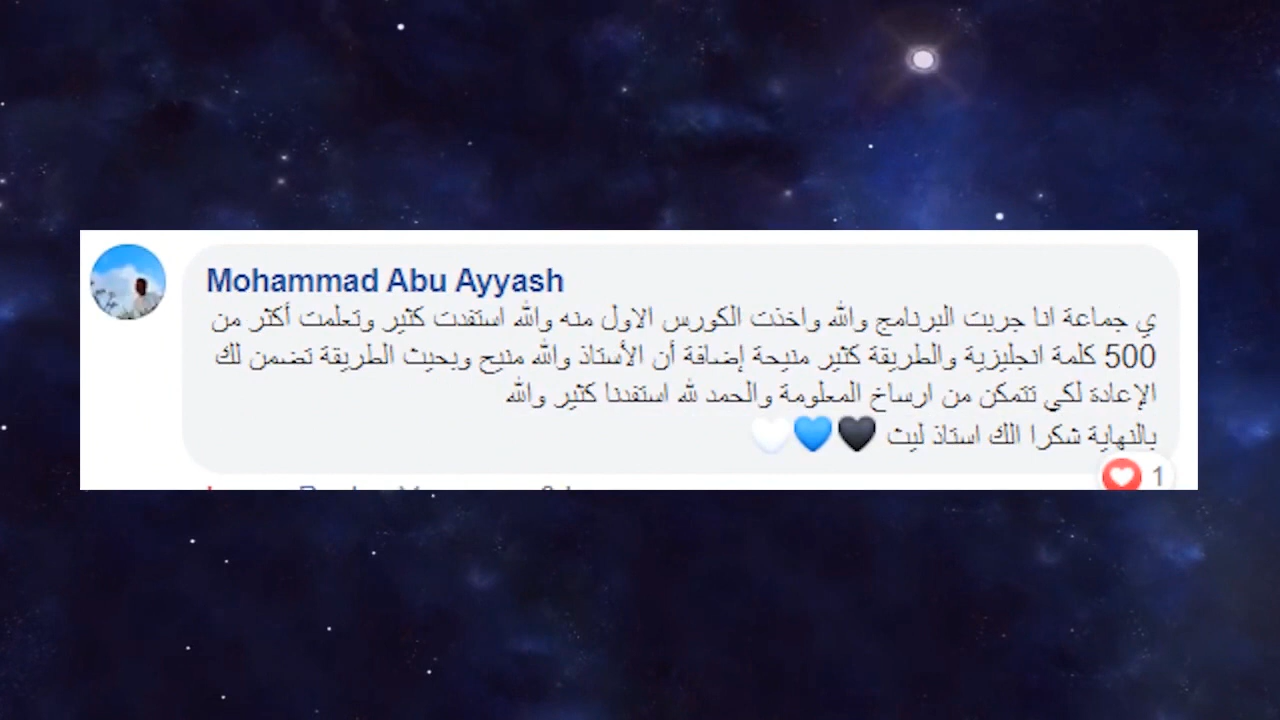 Mohammad Abu Ayyash
ي جماعة انا جربت البرنامج والله واخذت الكورس الاول منه والله استفدت كثير وتعلمت أكثر من
500 كلمة انجليزية والطريقة كثير منيحة إضافة أن الأستاذ والله منيح وبحيث الطريقة تضمن لك
الإعادة لكي تتمكن من ارساخ المعلومة والحمد لله استفدنا كثير والله
بالنهاية شكرا الك استاذ ليث 🖤💙🤍
1